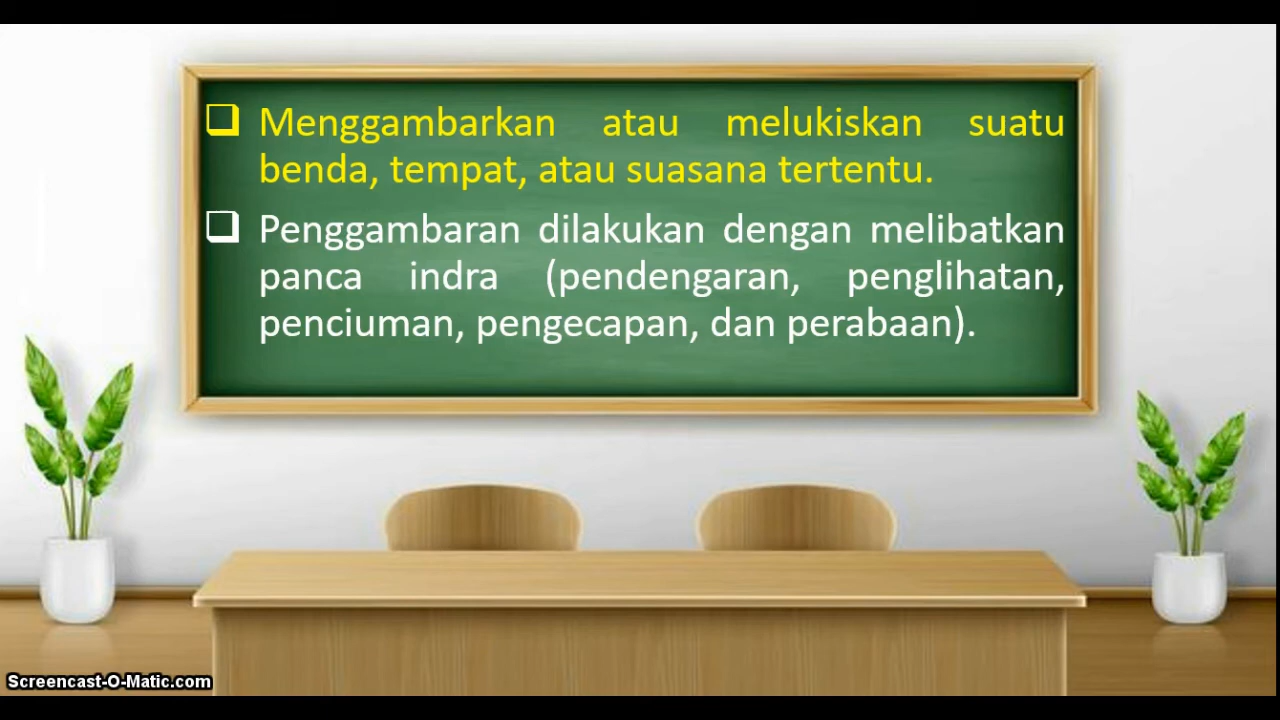 Menggambarkan atau melukiskan suatu
benda, tempat, atau suasana tertentu.
Penggambaran dilakukan dengan melibatkan
panca indra (pendengaran, penglihatan,
penciuman, pengecapan, dan perabaan).
Screencast-O-Matic.com